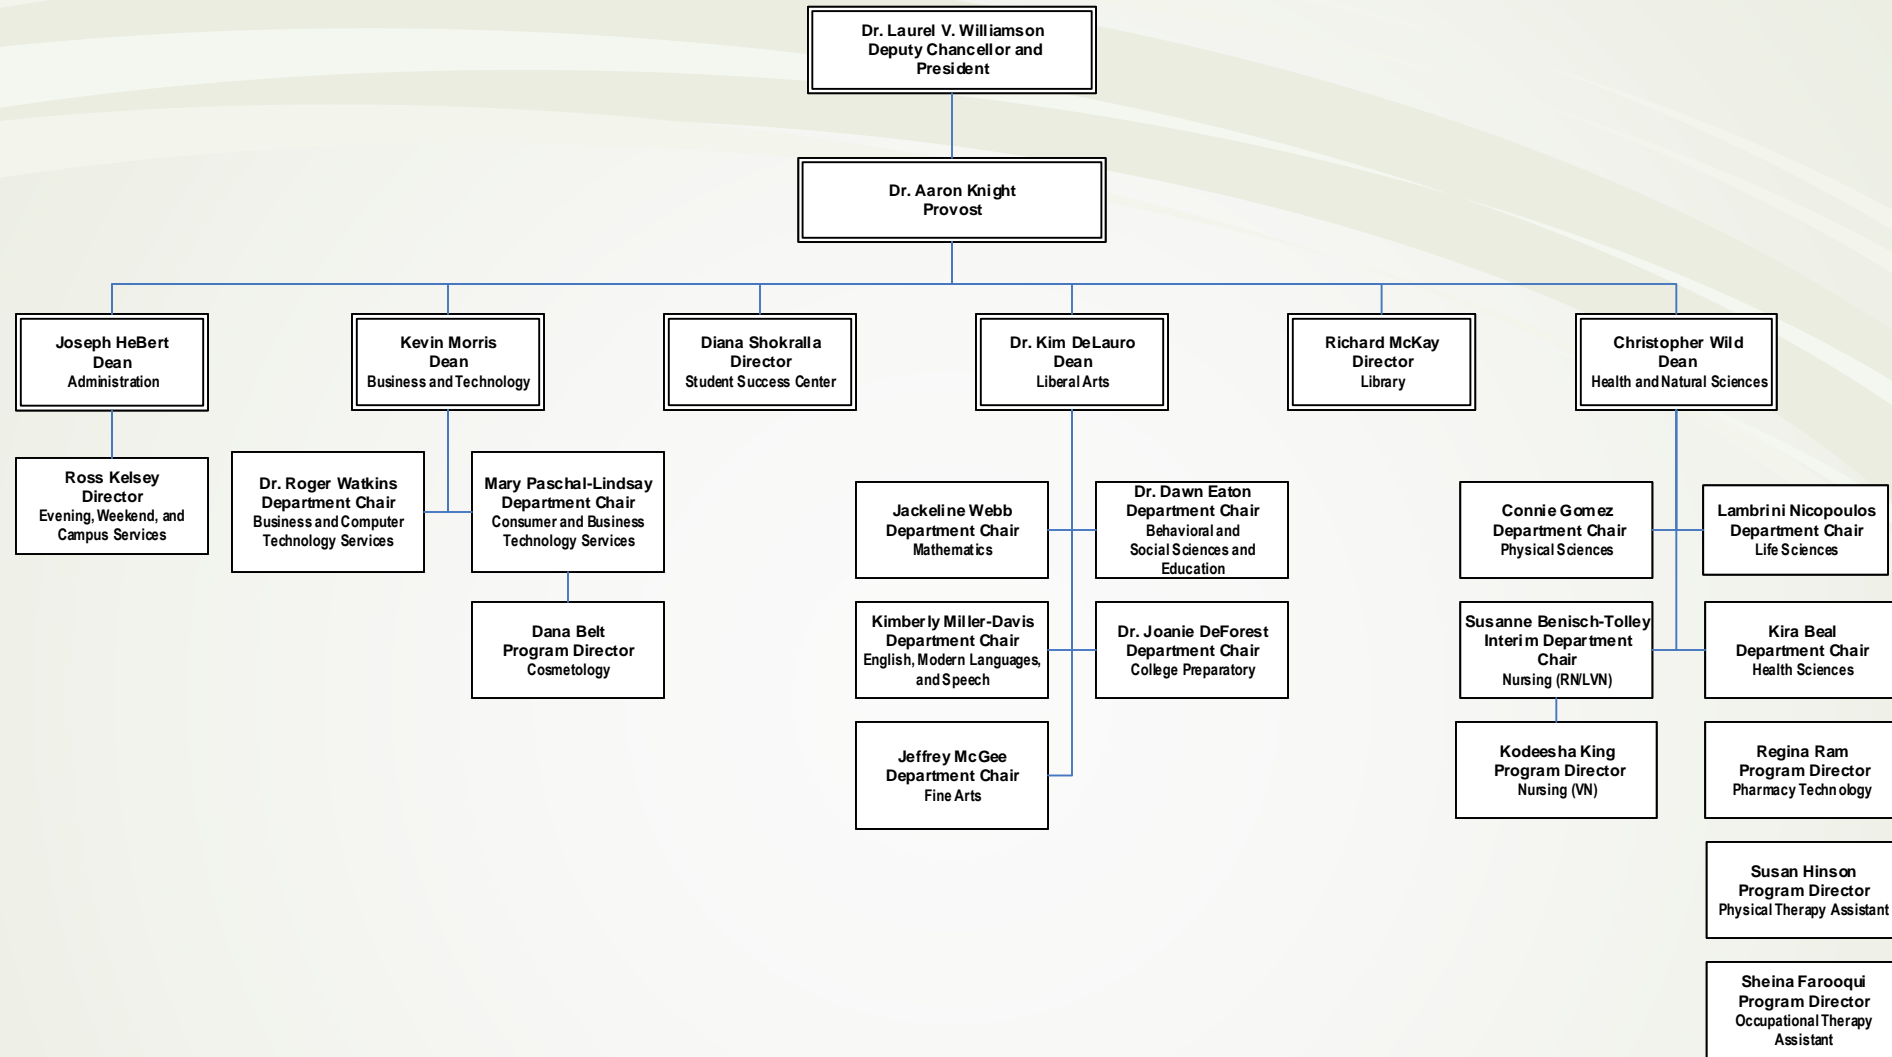 Dr. Laurel V. Williamson
Deputy Chancellor and
President
Dr. Aaron Knight
Provost
Joseph HeBert
Dean
Administration
Kevin Morris
Dean
Business and Technology
Diana Shokralla
Director
Student Success Center
Dr. Kim DeLauro
Dean
Liberal Arts
Richard McKay
Director
Library
Christopher Wild
Dean
Health and Natural Sciences
Ross Kelsey
Director
Evening, Weekend, and
Campus Services
Dr. Roger Watkins
Department Chair
Business and Computer
Technology Services
Mary Paschal-Lindsay
Department Chair
Consumer and Business
Technology Services
Dana Belt
Program Director
Cosmetology
Jackeline Webb
Department Chair
Mathematics
Dr. Dawn Eaton
Department Chair
Behavioral and
Social Sciences and
Education
Kimberly Miller-Davis
Department Chair
English, Modern Languages,
and Speech
Dr. Joanie DeForest
Department Chair
College Preparatory
Jeffrey McGee
Department Chair
Fine Arts
Connie Gomez
Department Chair
Physical Sciences
Lambrini Nicopoulos
Department Chair
Life Sciences
Susanne Benisch-Tolley
Interim Department
Chair
Nursing (RN/LVN)
Kira Beal
Department Chair
Health Sciences
Kodeesha King
Program Director
Nursing (VN)
Regina Ram
Program Director
Pharmacy Technology
Susan Hinson
Program Director
Physical Therapy Assistant
Sheina Farooqui
Program Director
Occupational Therapy
Assistant